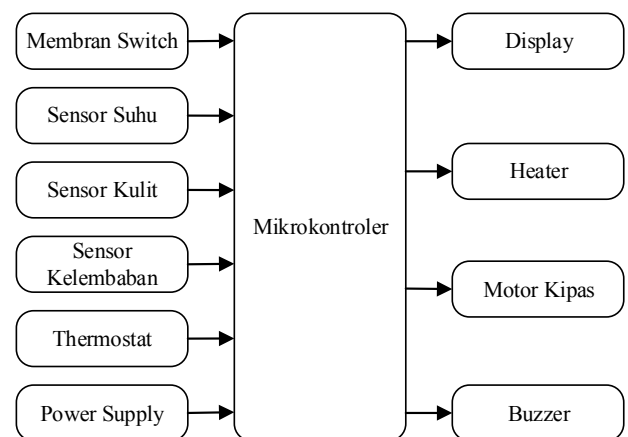 Membran Switch
Sensor Suhu
Sensor Kulit
Sensor
Kelembaban
Thermostat
Power Supply
Mikrokontroler
Display
Heater
Motor Kipas
Buzzer